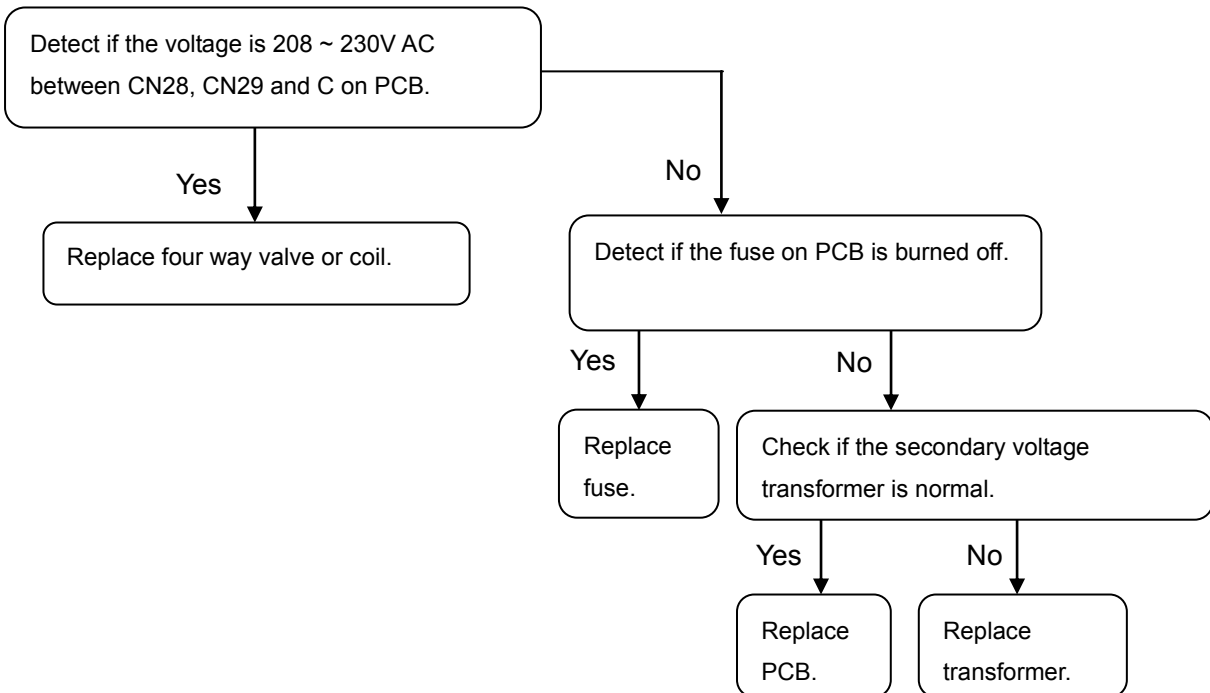 Detect if the voltage is 208 ~ 230V AC
between CN28, CN29 and C on PCB.
Yes
No
Replace four way valve or coil.
Detect if the fuse on PCB is burned off.
Yes
No
Replace
fuse.
Check if the secondary voltage
transformer is normal.
Yes
No
Replace
PCB.
Replace
transformer.